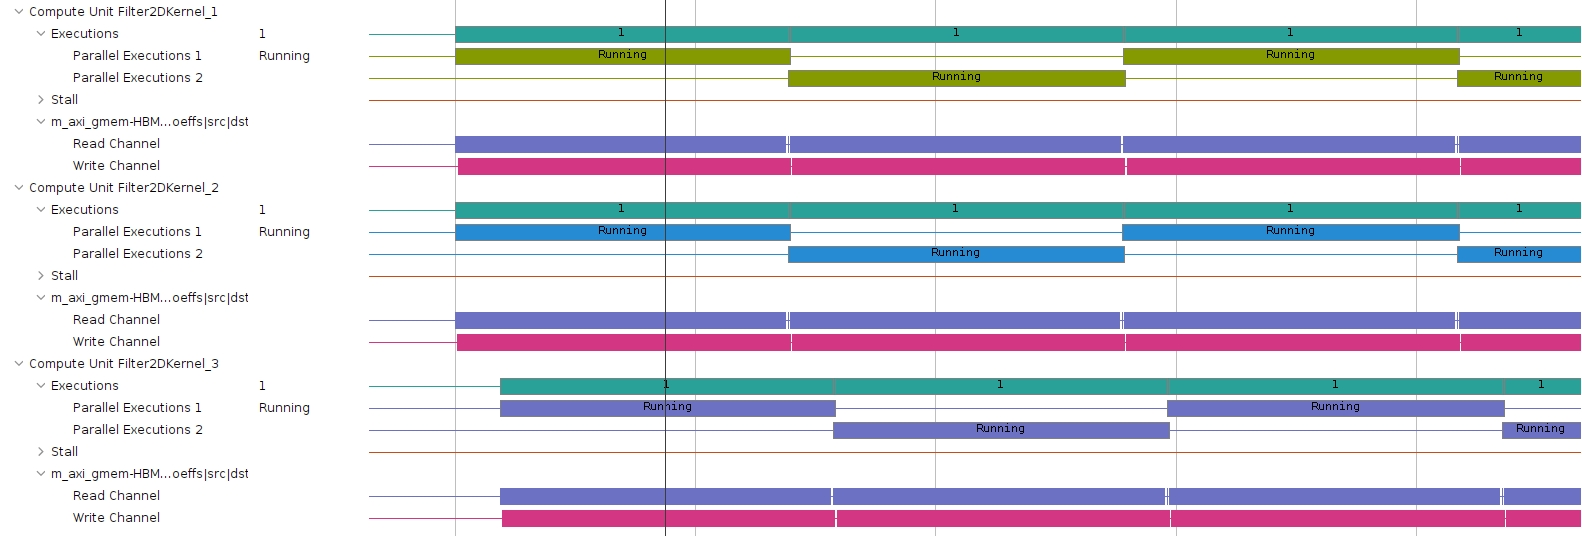 Compute Unit Filter2DKernel_1
Executions 1 1 1 1 1
Parallel Executions 1 Running Running Running
Parallel Executions 2 Running Running
Stall
m_axi_gmem-HBM...oeffs|src|dst
Read Channel
Write Channel
Compute Unit Filter2DKernel_2
Executions 1 1 1 1 1
Parallel Executions 1 Running Running Running
Parallel Executions 2 Running Running
Stall
m_axi_gmem-HBM...oeffs|src|dst
Read Channel
Write Channel
Compute Unit Filter2DKernel_3
Executions 1 1 1 1 1
Parallel Executions 1 Running Running Running
Parallel Executions 2 Running Running
Stall
m_axi_gmem-HBM...oeffs|src|dst
Read Channel
Write Channel